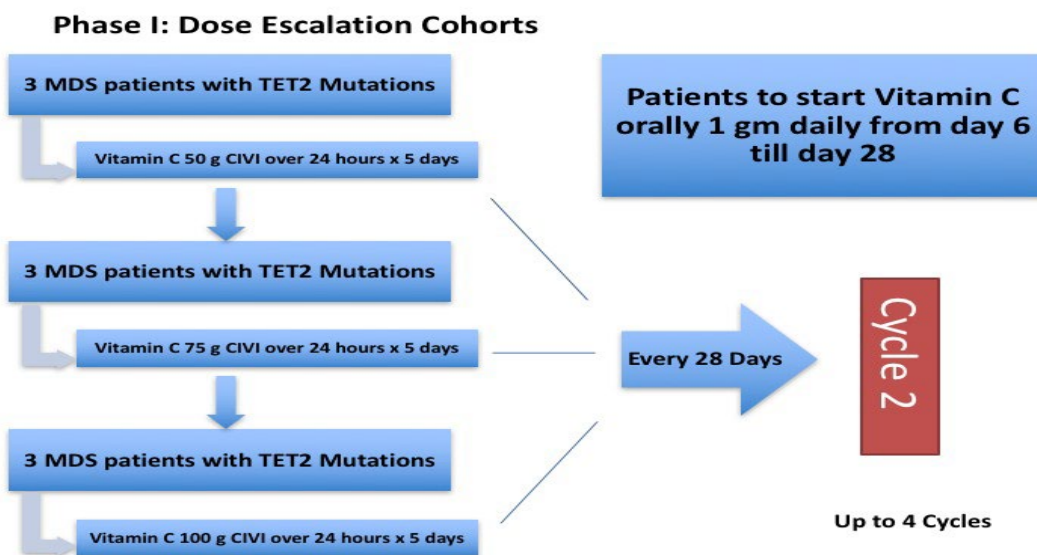 Phase I: Dose Escalation Cohorts
3 MDS patients with TET2 Mutations
Vitamin C 50 g CIVI over 24 hours x 5 days
3 MDS patients with TET2 Mutations
Vitamin C 75 g CIVI over 24 hours x 5 days
3 MDS patients with TET2 Mutations
Vitamin C 100 g CIVI over 24 hours x 5 days
Patients to start Vitamin C
orally 1 gm daily from day 6
till day 28
Every 28 Days
Cycle 2
Up to 4 Cycles